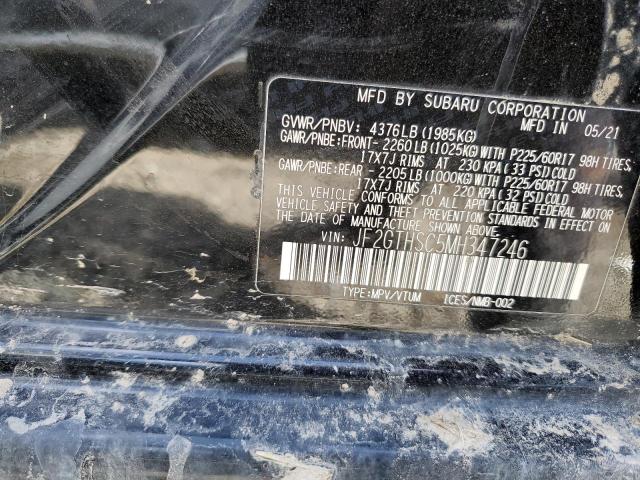 MFD BY SUBARU CORPORATION
GVWR/PNBV: 4376LB (1985KG) MFD IN 05/21
GAWR/PNBE:FRONT- 2260LB (1025KG) WITH P225/60R17 98H TIRES,
17X7J RIMS AT 230 KPA (33 PSI) COLD
GAWR/PNBE:REAR - 2205LB (1000KG) WITH P225/60R17 98H TIRES,
17X7J RIMS AT 220 KPA (32 PSI) COLD
THIS VEHICLE CONFORMS TO ALL APPLICABLE FEDERAL MOTOR
VEHICLE SAFETY AND THEFT PREVENTION STANDARDS IN EFFECT
ON THE DATE OF MANUFACTURE SHOWN ABOVE.
VIN: JF2GTHSC5MH347246
TYPE:MPV/VTUM ICES/NMB-002